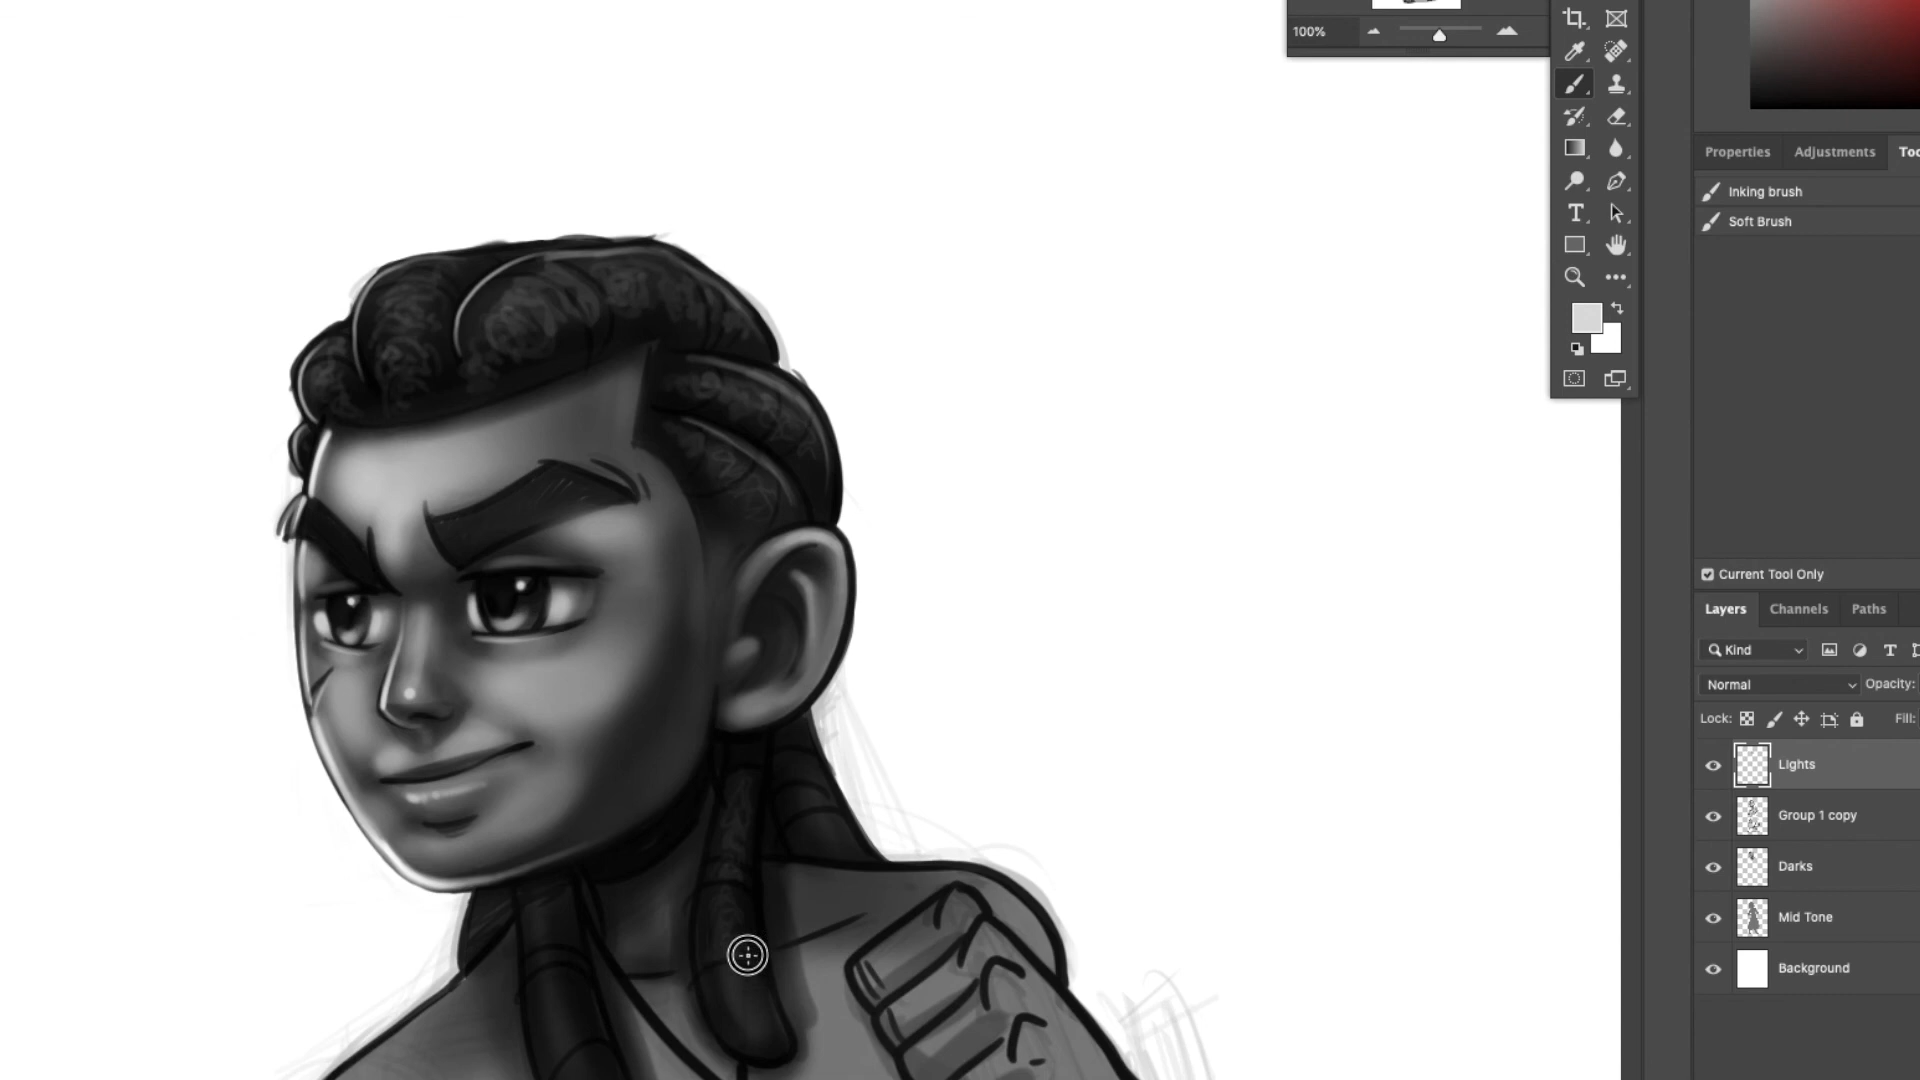 100%
Properties Adjustments Too
Inking brush
Soft Brush
Current Tool Only
Layers Channels Paths
Kind
Normal Opacity:
Lock: Fill:
Lights
Group 1 copy
Darks
Mid Tone
Background